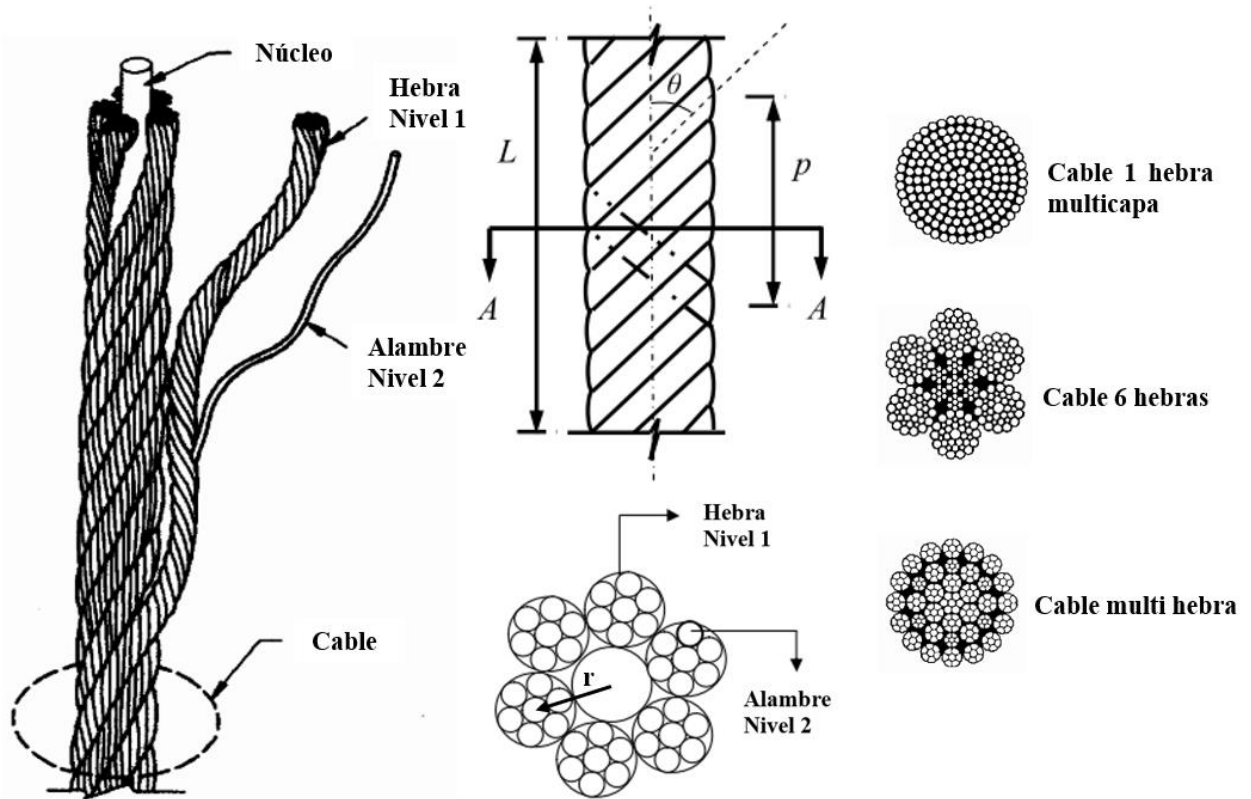 Núcleo
Hebra
Nivel 1
Alambre
Nivel 2
Cable
L
θ
p
A
A
Hebra
Nivel 1
r
Alambre
Nivel 2
Cable 1 hebra
multicapa
Cable 6 hebras
Cable multi hebra